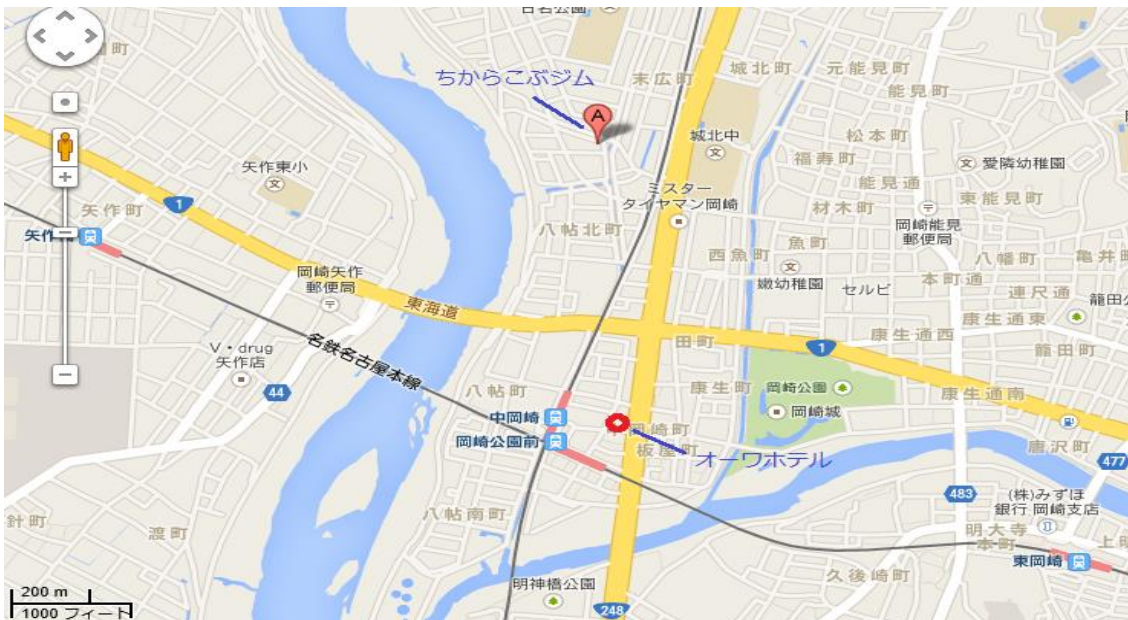 日名公園
城北町
元能見町
末広町
能見町
ちからこぶジム
A
城北中
松本町
矢作東小
福寿町
愛隣幼稚園
能見通
ミスター
タイヤマン岡崎
東能見町
材木町
矢作町
1
岡崎能見
郵便局
八帖北町
魚町
西魚町
八幡町
亀井町
矢作橋
嫩幼稚園
セルビ
本町通
連尺通
岡崎矢作
郵便局
籠田公
東海道
康生通東
康生通西
田町
1
籠田町
V・drug
矢作店
名鉄名古屋本線
44
八帖町
康生町
岡崎公園
康生通南
中岡崎
岡崎城
中岡崎町
岡崎公園前
板屋町
オーワホテル
唐沢町
477
483
(株)みずほ
銀行 岡崎支店
八帖南町
針町
渡町
明大寺
本町
上明
東岡崎
久後崎町
明神橋公園
200 m
248
1000 フィート